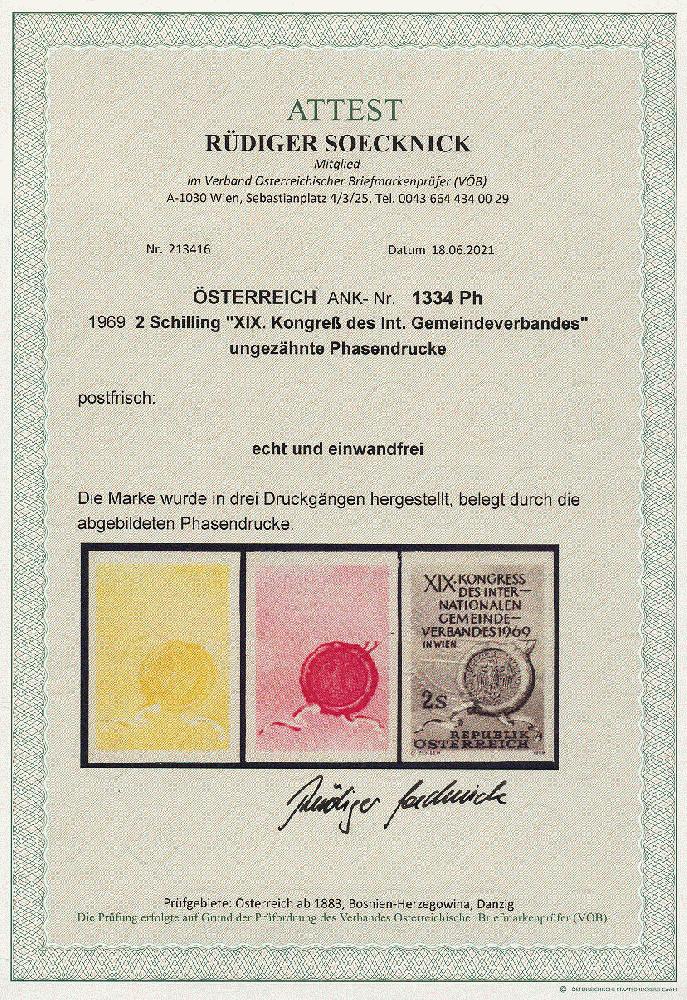 ATTEST
RÜDIGER SOECKNICK
Mitglied
im Verband Österreichischer Briefmarkenprüfer (VÖB)
A-1030 Wien, Sebastianplatz 4/3/25, Tel. 0043 664 434 00 29
Nr. 213416 Datum 18.06.2021
ÖSTERREICH ANK- Nr. 1334 Ph
1969 2 Schilling "XIX. Kongreß des Int. Gemeindeverbandes"
ungezähnte Phasendrucke
postfrisch:
echt und einwandfrei
Die Marke wurde in drei Druckgängen hergestellt, belegt durch die
abgebildeten Phasendrucke.
XIX·KONGRESS
DES INTER–
NATIONALEN
GEMEINDE–
VERBANDES 1969
IN WIEN
2S
REPUBLIK
ÖSTERREICH
Rüdiger Soecknick
Prüfgebiete: Österreich ab 1883, Bosnien-Herzegowina, Danzig
Die Prüfung erfolgte auf Grund der Prüfordnung des Verbandes Österreichischer Briefmarkenprüfer (VÖB)